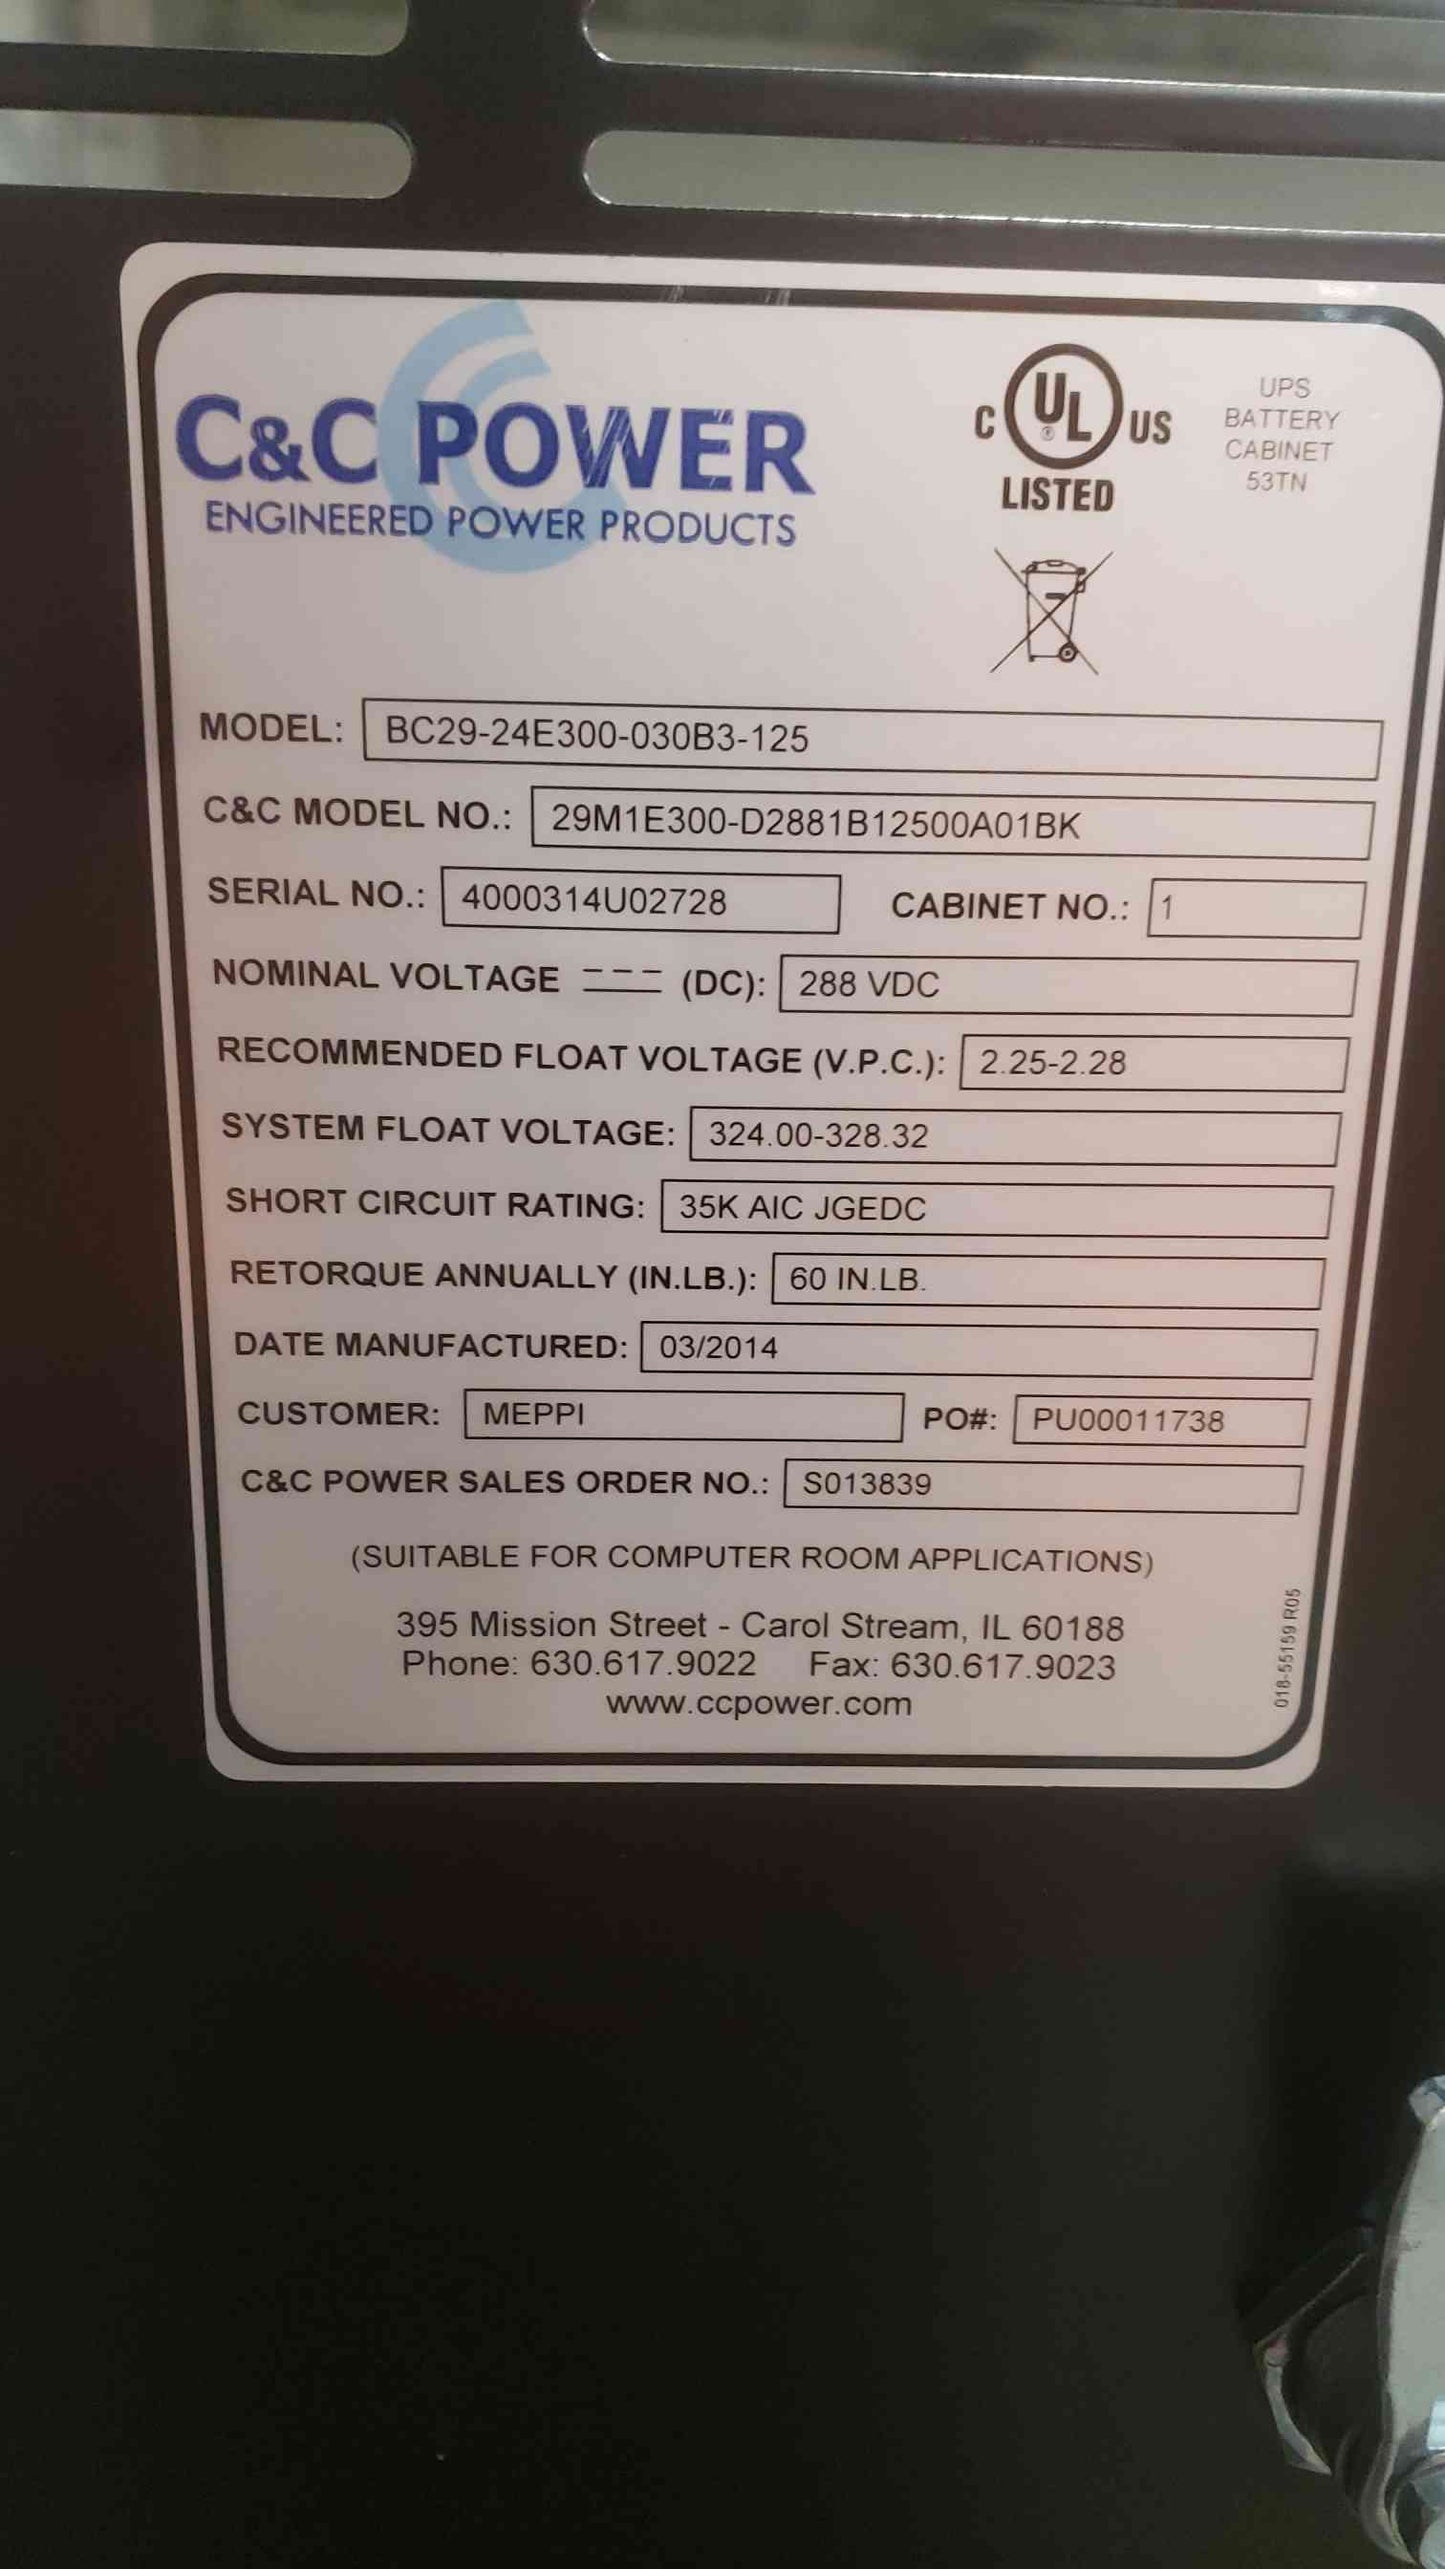 C&C POWER
ENGINEERED POWER PRODUCTS
C UL® US
LISTED
UPS
BATTERY
CABINET
53TN
MODEL: BC29-24E300-030B3-125
C&C MODEL NO.: 29M1E300-D2881B12500A01BK
SERIAL NO.: 4000314U02728 CABINET NO.: 1
NOMINAL VOLTAGE (DC): 288 VDC
RECOMMENDED FLOAT VOLTAGE (V.P.C.): 2.25-2.28
SYSTEM FLOAT VOLTAGE: 324.00-328.32
SHORT CIRCUIT RATING: 35K AIC JGEDC
RETORQUE ANNUALLY (IN.LB.): 60 IN.LB.
DATE MANUFACTURED: 03/2014
CUSTOMER: MEPPI PO#: PU00011738
C&C POWER SALES ORDER NO.: S013839
(SUITABLE FOR COMPUTER ROOM APPLICATIONS)
395 Mission Street - Carol Stream, IL 60188
Phone: 630.617.9022 Fax: 630.617.9023
www.ccpower.com
018-55159 R05